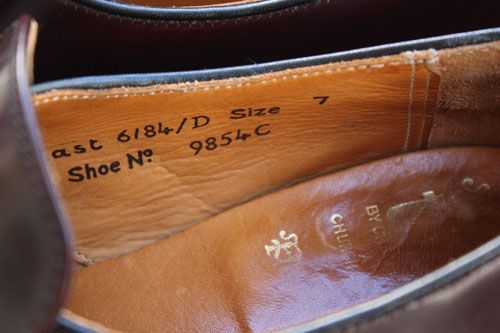 ast 6184/D Size 7
Shoe Nº 9854C
BY